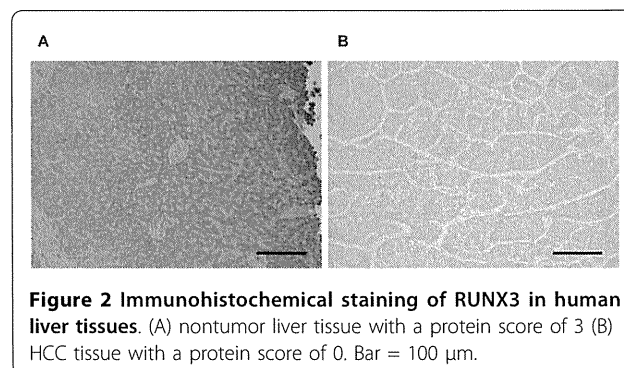 A B
Figure 2 Immunohistochemical staining of RUNX3 in human
liver tissues. (A) nontumor liver tissue with a protein score of 3 (B)
HCC tissue with a protein score of 0. Bar = 100 μm.